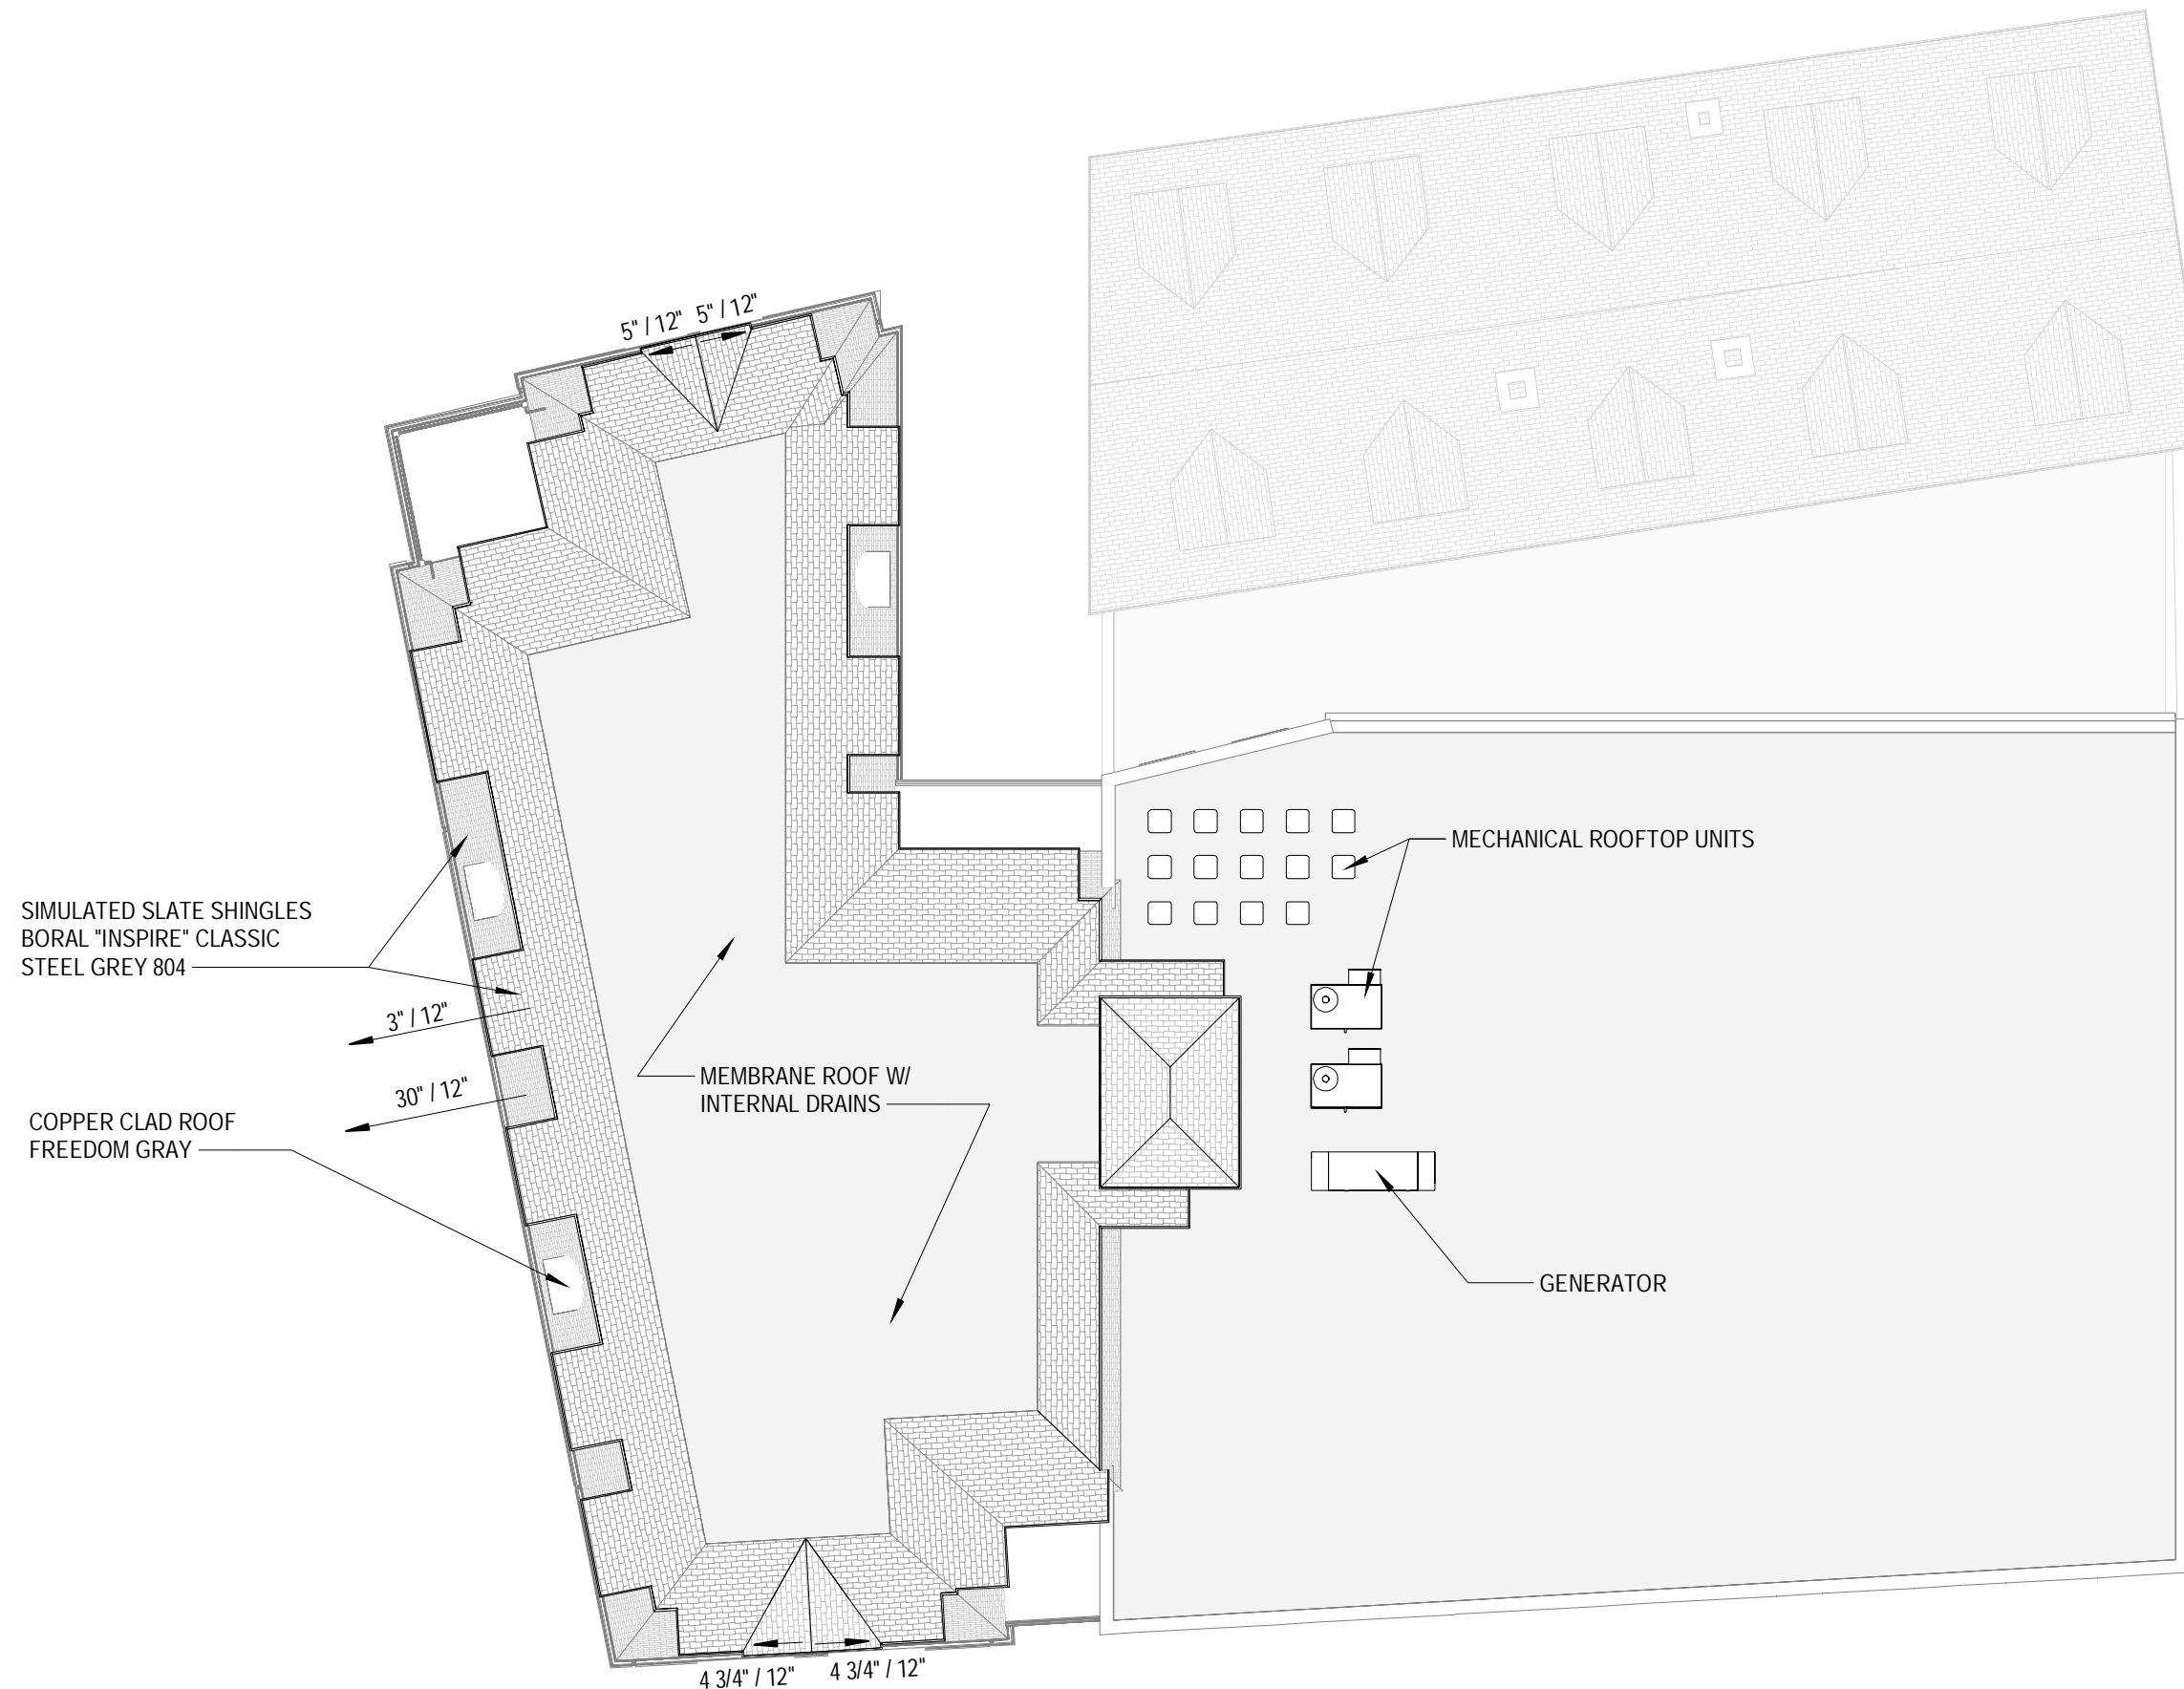 5" / 12" 5" / 12"
MECHANICAL ROOFTOP UNITS
SIMULATED SLATE SHINGLES
BORAL "INSPIRE" CLASSIC
STEEL GREY 804
3" / 12"
MEMBRANE ROOF W/
INTERNAL DRAINS
30" / 12"
COPPER CLAD ROOF
FREEDOM GRAY
GENERATOR
4 3/4" / 12" 4 3/4" / 12"